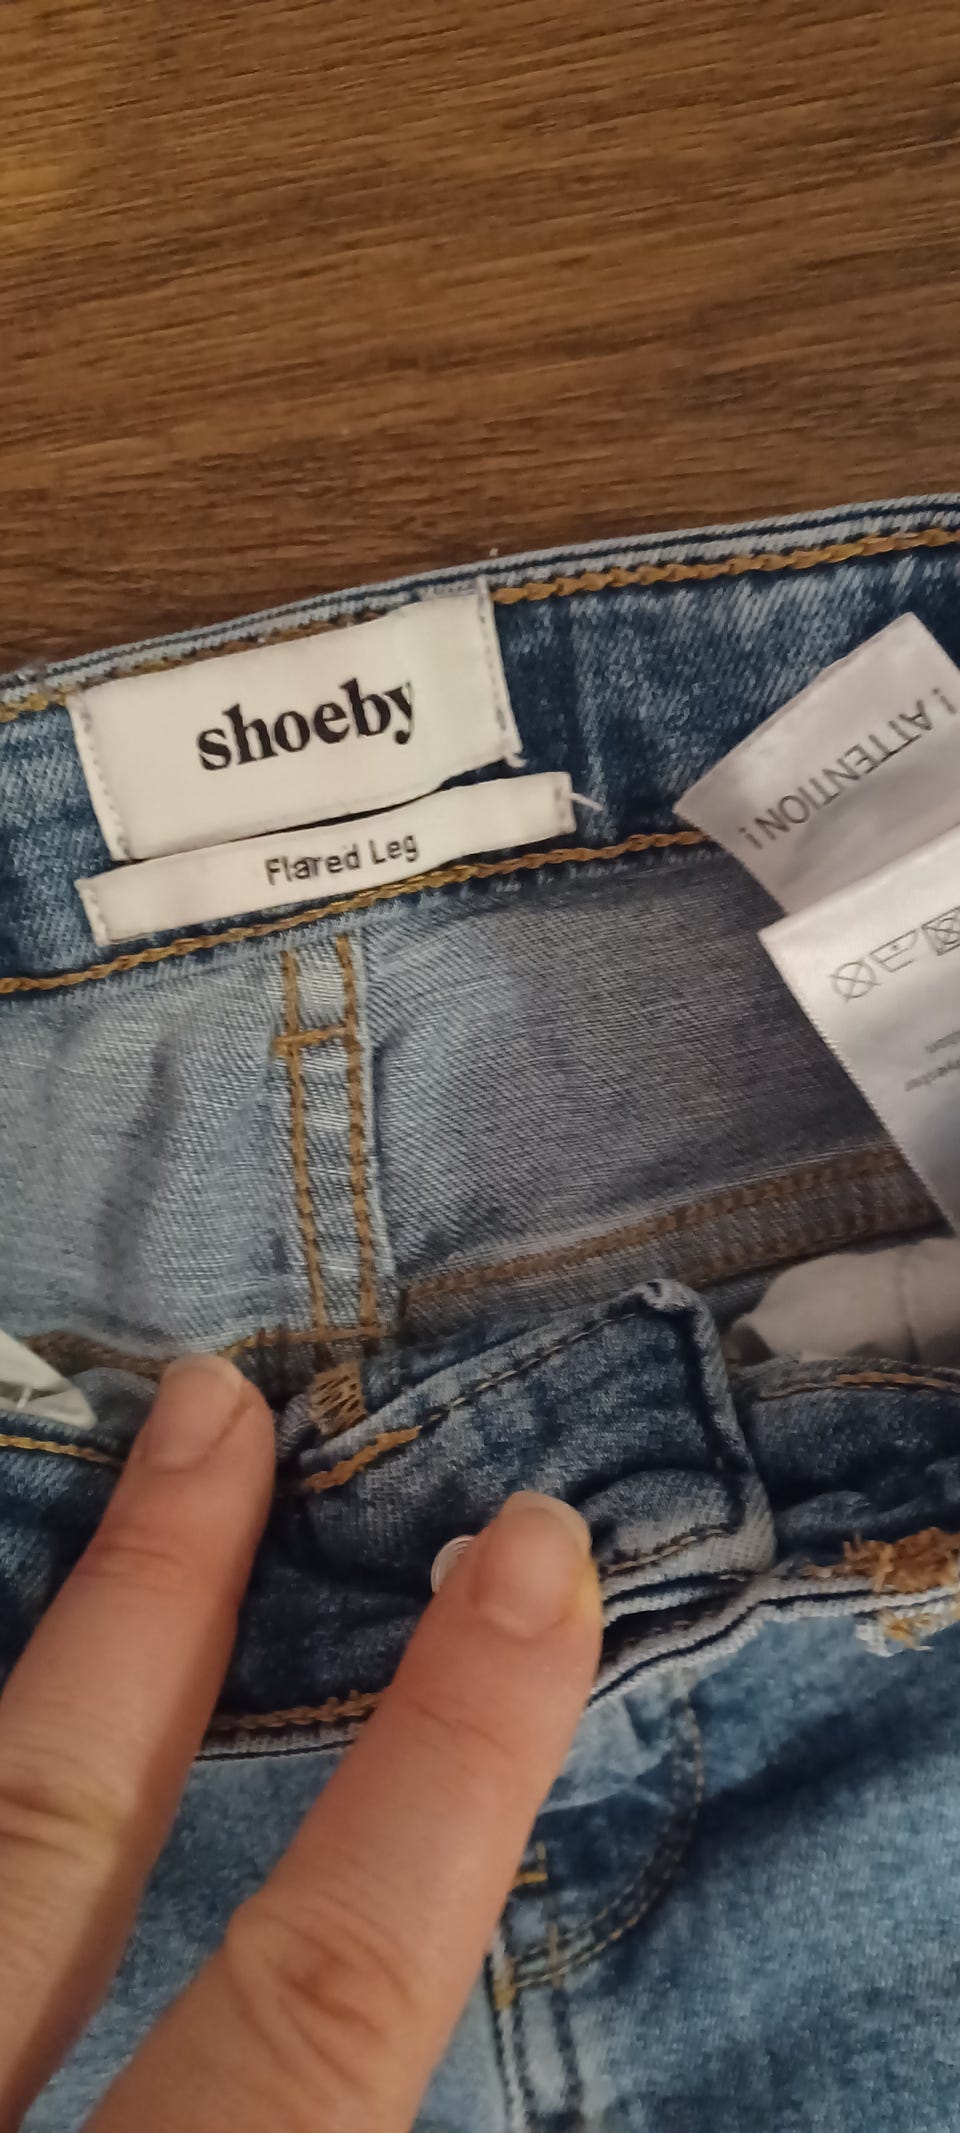 shoeby
Flared Leg
! ATTENTION!